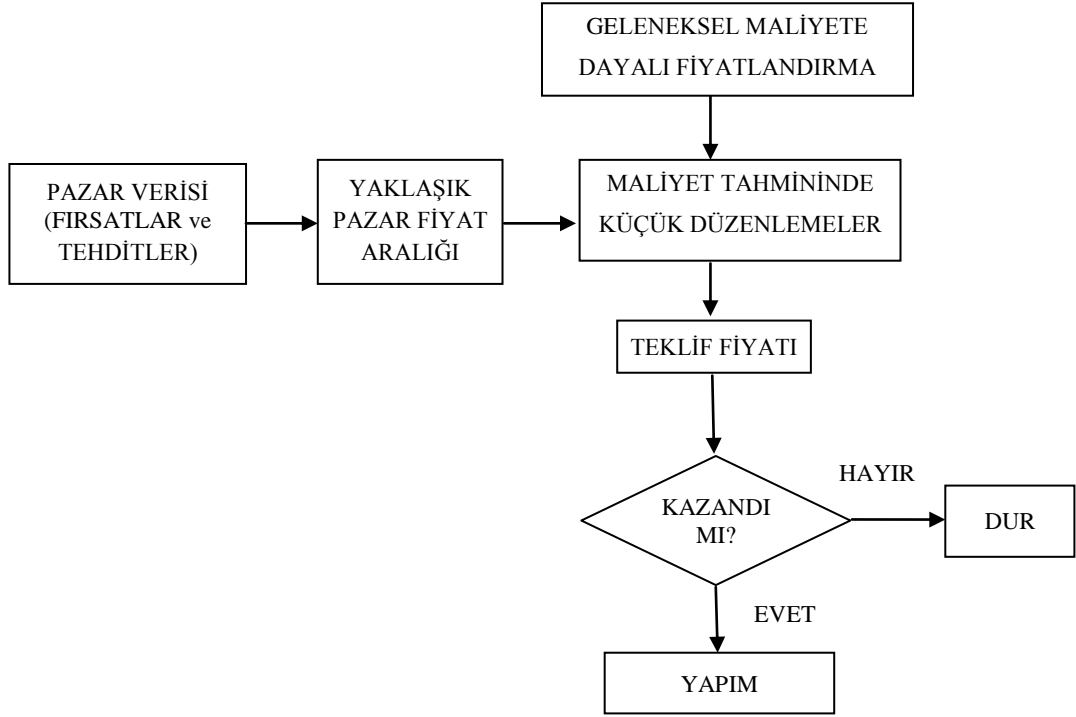 GELENEKSEL MALİYETE
DAYALI FİYATLANDIRMA
PAZAR VERİSİ
(FIRSATLAR ve
TEHDİTLER)
YAKLAŞIK
PAZAR FİYAT
ARALIĞI
MALİYET TAHMİNİNDE
KÜÇÜK DÜZENLEMELER
TEKLİF FİYATI
KAZANDI
MI?
HAYIR
DUR
EVET
YAPIM